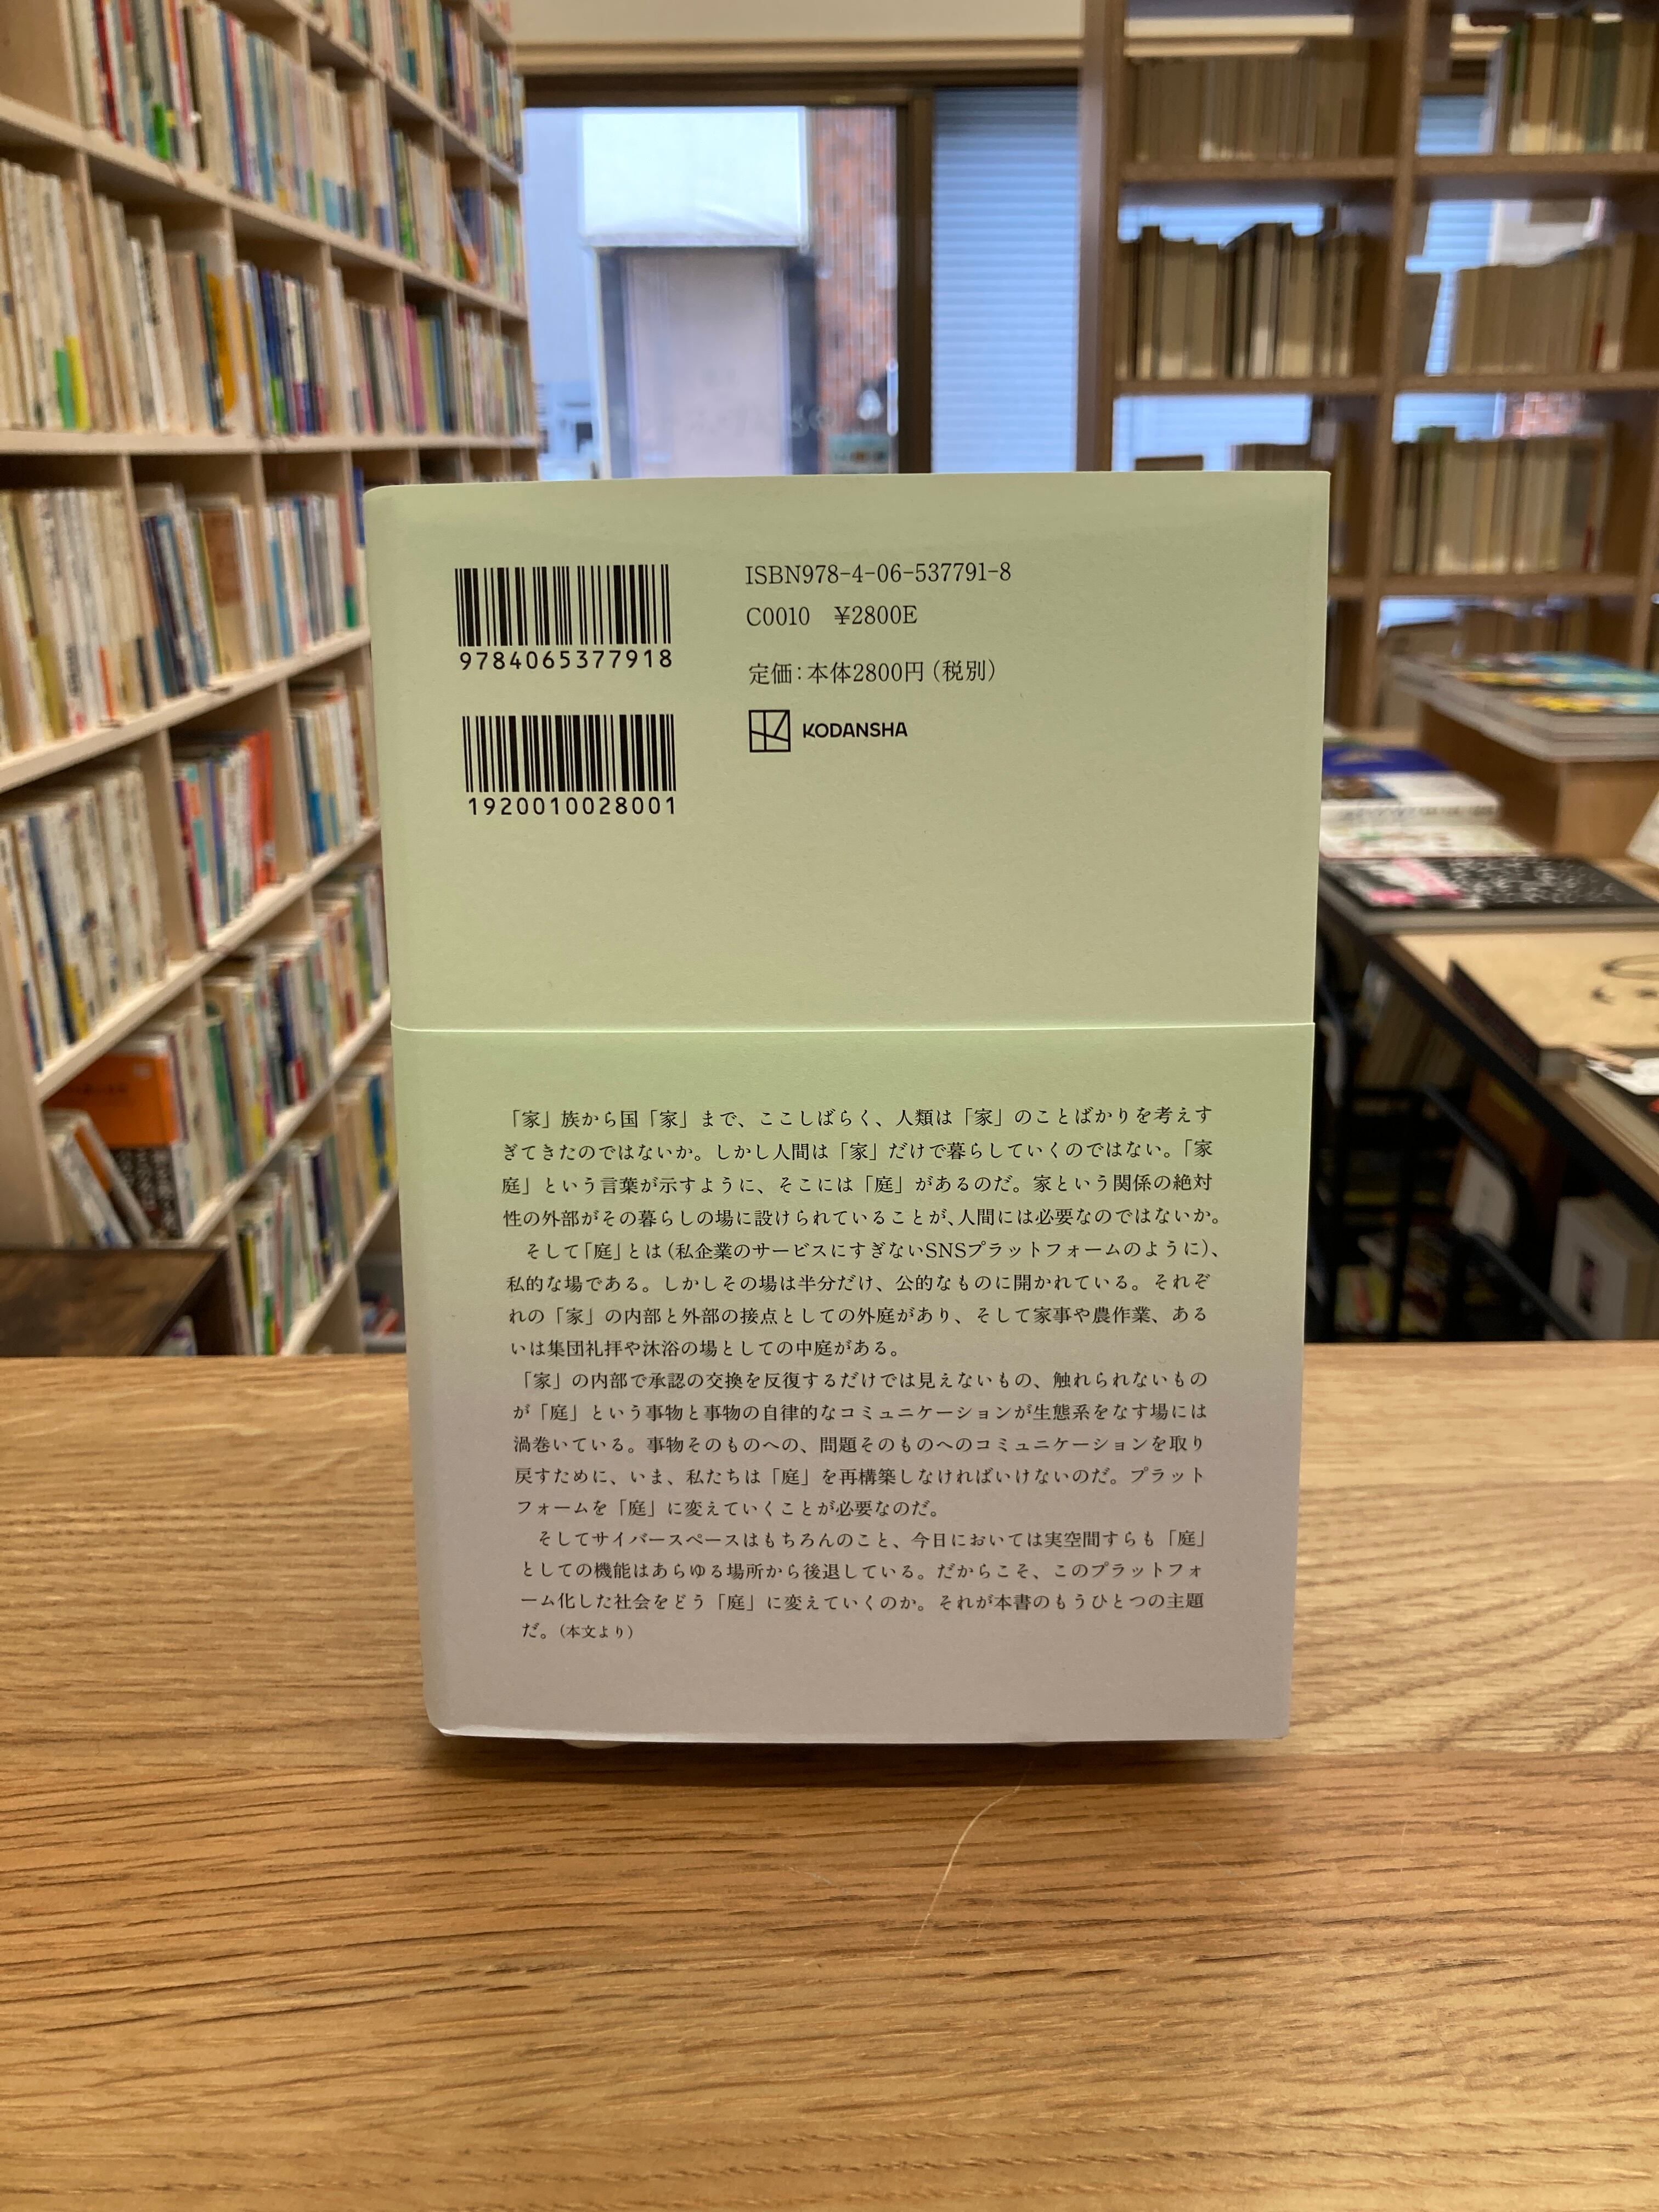 9784065377918
1920010028001
ISBN978-4-06-537791-8
C0010 ¥2800E
定価：本体2800円（税別）
KODANSHA
「家」族から国「家」まで、ここしばらく、人類は「家」のことばかりを考えす
ぎてきたのではないか。しかし人間は「家」だけで暮らしていくのではない。「家
庭」という言葉が示すように、そこには「庭」があるのだ。家という関係の絶対
性の外部がその暮らしの場に設けられていることが、人間には必要なのではないか。
そして「庭」とは（私企業のサービスにすぎないSNSプラットフォームのように）、
私的な場である。しかしその場は半分だけ、公的なものに開かれている。それぞ
れの「家」の内部と外部の接点としての外庭があり、そして家事や農作業、ある
いは集団礼拝や沐浴の場としての中庭がある。
「家」の内部で承認の交換を反復するだけでは見えないもの、触れられないもの
が「庭」という事物と事物の自律的なコミュニケーションが生態系をなす場には
渦巻いている。事物そのものへの、問題そのものへのコミュニケーションを取り
戻すために、いま、私たちは「庭」を再構築しなければいけないのだ。プラット
フォームを「庭」に変えていくことが必要なのだ。
そしてサイバースペースはもちろんのこと、今日においては実空間すらも「庭」
としての機能はあらゆる場所から後退している。だからこそ、このプラットフォ
ーム化した社会をどう「庭」に変えていくのか。それが本書のもうひとつの主題
だ。（本文より）